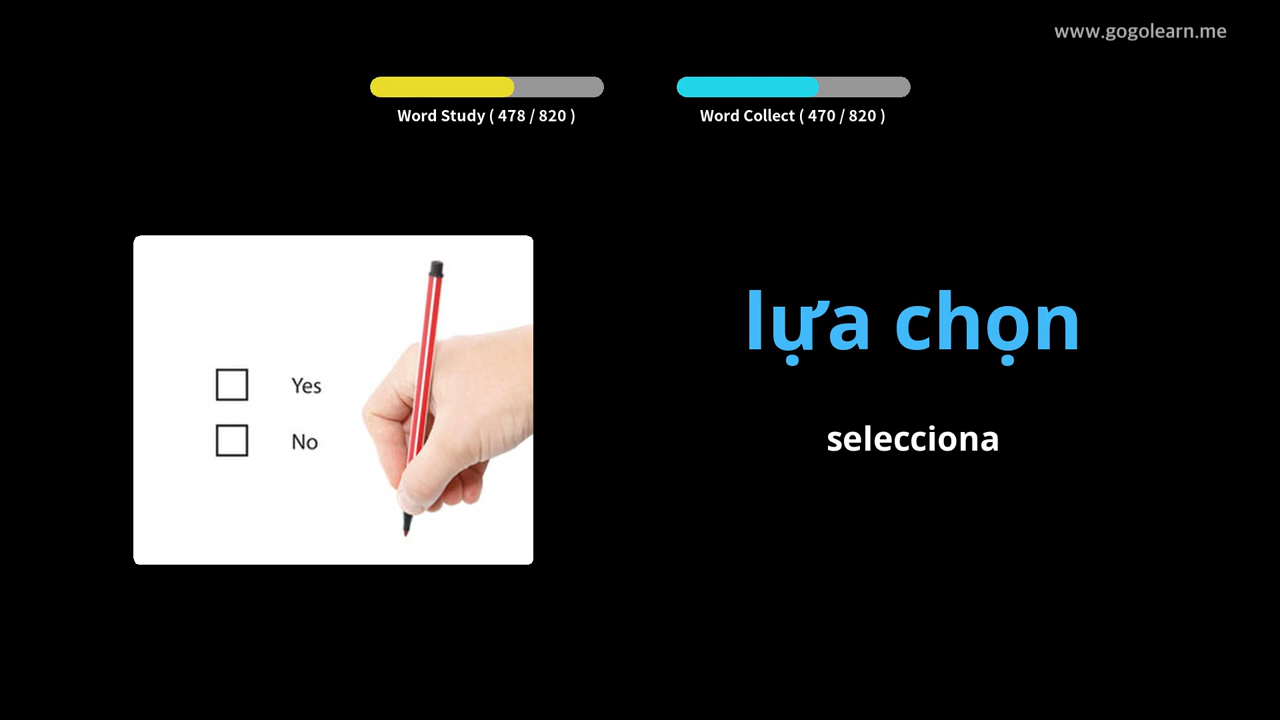 www.gogolearn.me
Word Study ( 478 / 820 )
Word Collect ( 470 / 820 )
Yes
No
lựa chọn
selecciona